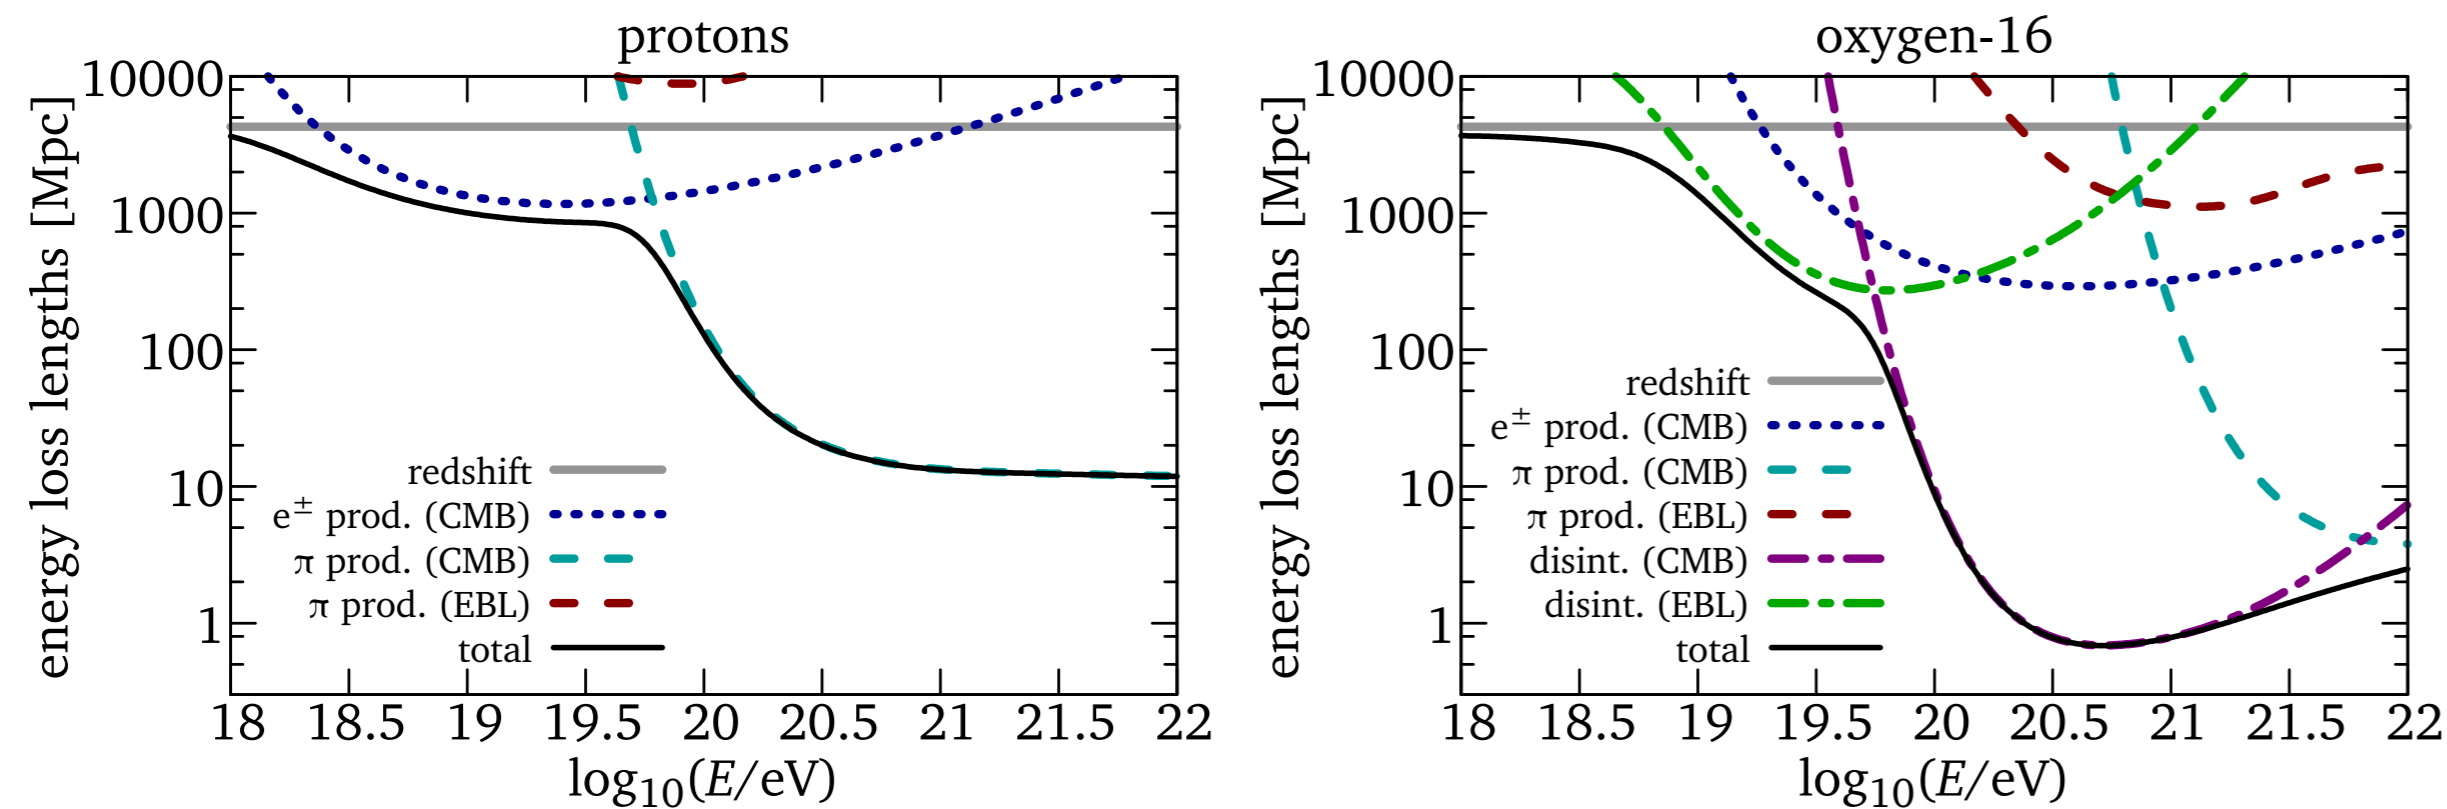 protons
energy loss lengths [Mpc]
10000
1000
100
10
1
redshift
e± prod. (CMB)
π prod. (CMB)
π prod. (EBL)
total
18 18.5 19 19.5 20 20.5 21 21.5 22
log₁₀(E/eV)
oxygen-16
energy loss lengths [Mpc]
10000
1000
100
10
1
redshift
e± prod. (CMB)
π prod. (CMB)
π prod. (EBL)
disint. (CMB)
disint. (EBL)
total
18 18.5 19 19.5 20 20.5 21 21.5 22
log₁₀(E/eV)